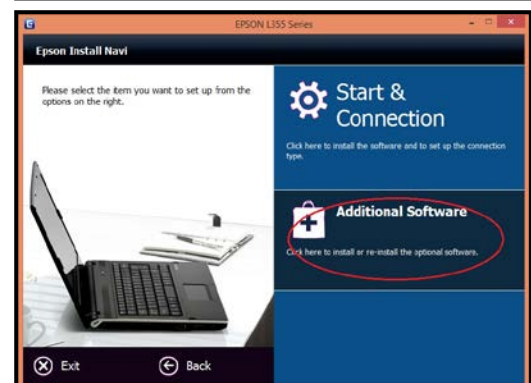 EPSON L355 Series
Epson Install Navi
Please select the item you want to set up from the
options on the right.
Start &
Connection
Click here to install the software and to set up the connection
type.
Additional Software
Click here to install or re-install the optional software.
Exit
Back